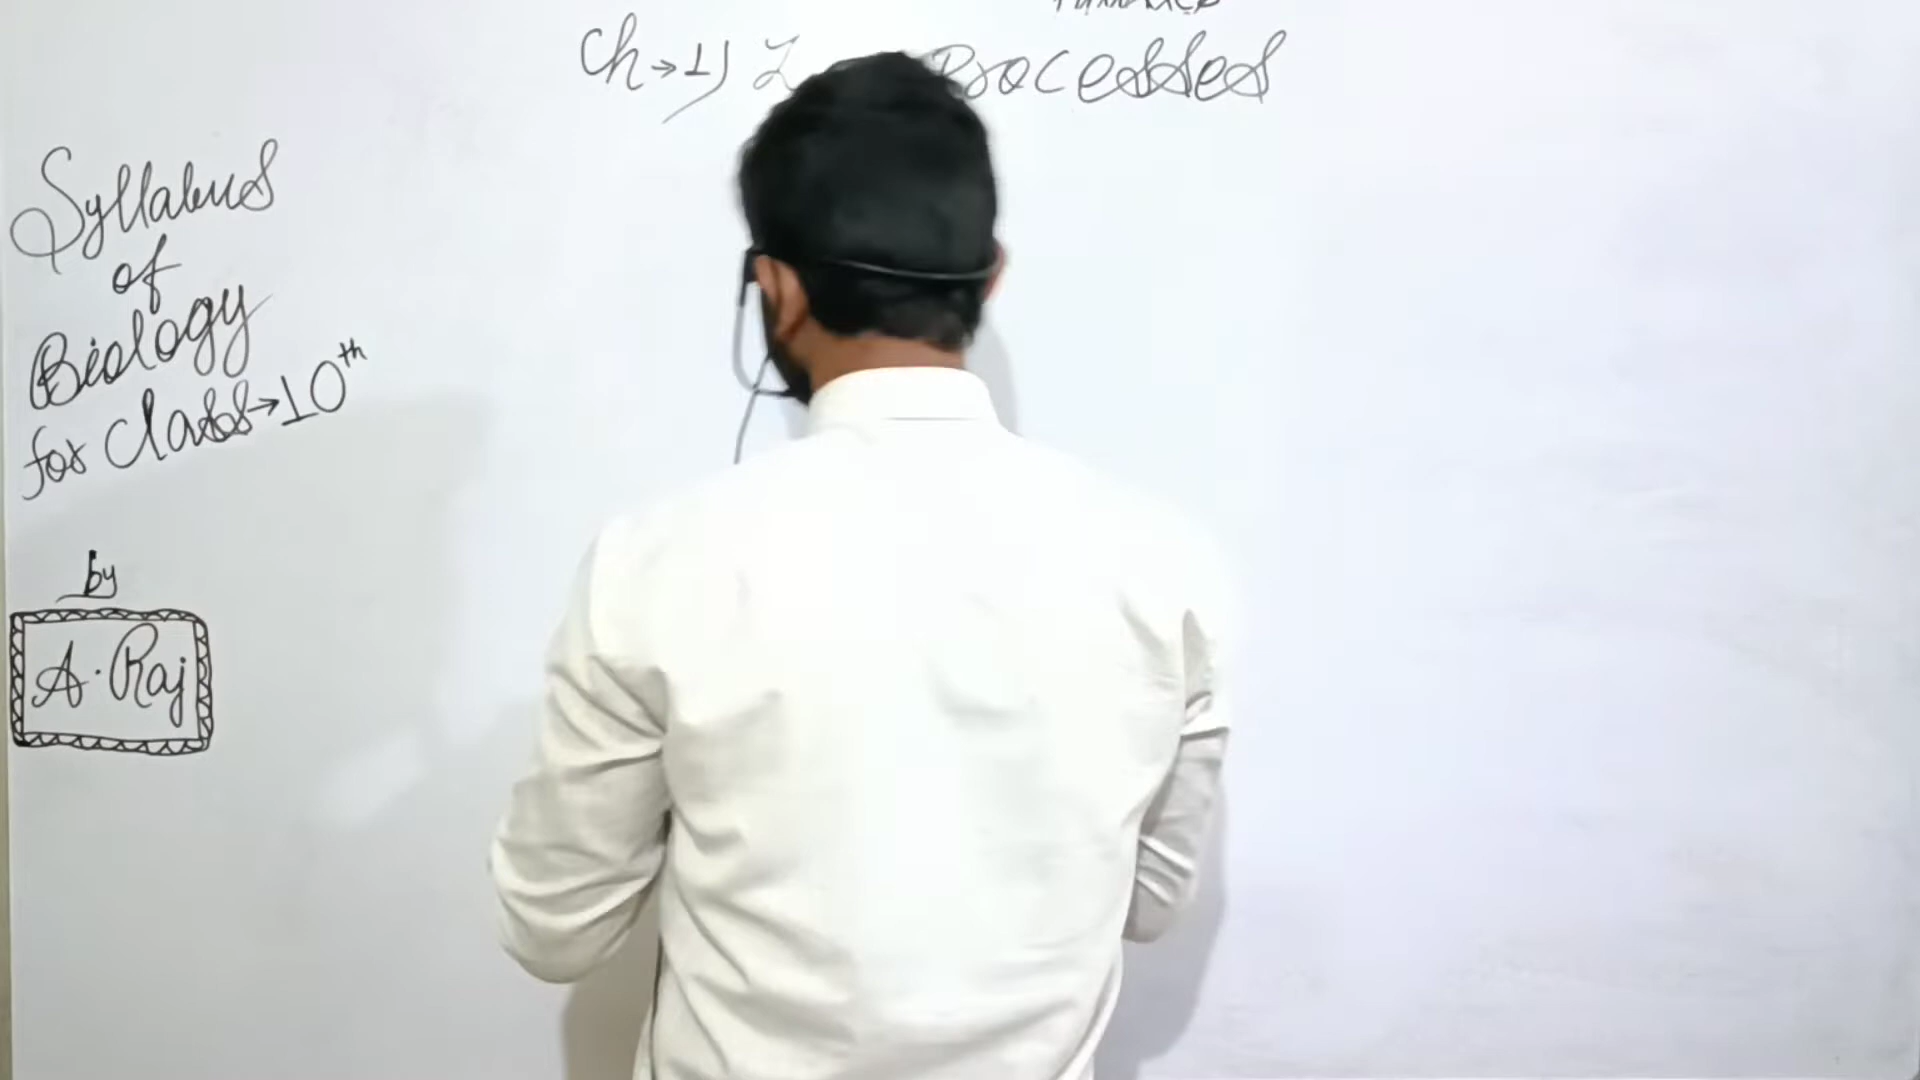 Ch→1) Processes
Syllabus
of
Biology
for Class→10th
by
A. Raj